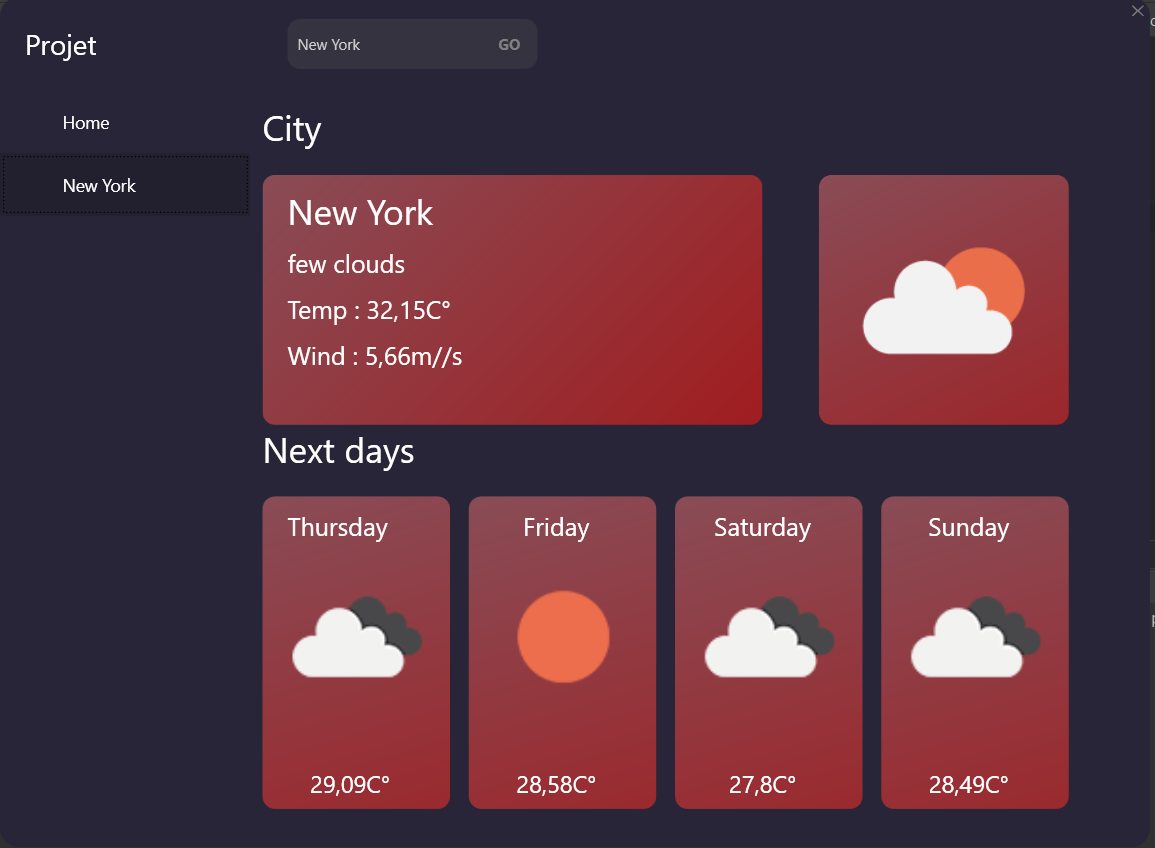 Projet
New York GO
Home
New York
City
New York
few clouds
Temp : 32,15C°
Wind : 5,66m//s
Next days
Thursday Friday Saturday Sunday
29,09C° 28,58C° 27,8C° 28,49C°